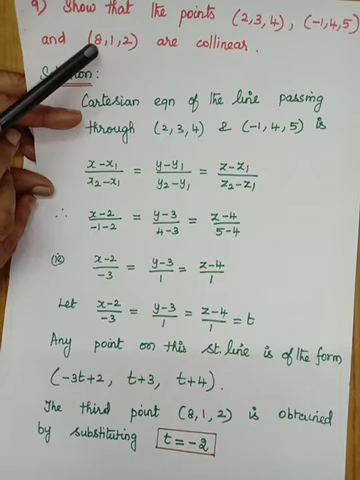 9) Show that the points (2,3,4), (-1,4,5)
and (8,1,2) are collinear.
Solution:
Cartesian eqn of the line passing
through (2,3,4) & (-1,4,5) is
x-x₁/x₂-x₁ = y-y₁/y₂-y₁ = z-z₁/z₂-z₁
∴ x-2/-1-2 = y-3/4-3 = z-4/5-4
(ie) x-2/-3 = y-3/1 = z-4/1
Let x-2/-3 = y-3/1 = z-4/1 = t
Any point on this st. line is of the form
(-3t+2, t+3, t+4).
The third point (8,1,2) is obtained
by substituting t=-2